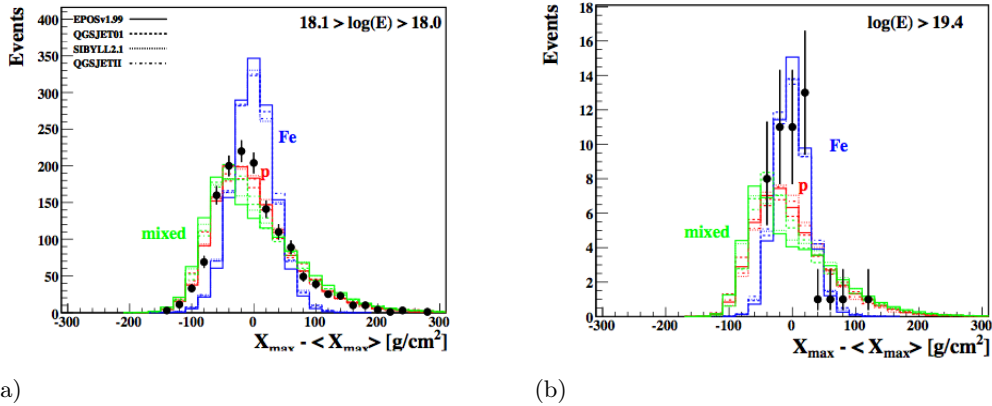 Events
400
350
300
250
200
150
100
50
0
EPOSv1.99
QGSJET01
SIBYLL2.1
QGSJETII
18.1 > log(E) > 18.0
Fe
p
mixed
-300 -200 -100 0 100 200 300
Xmax - < Xmax> [g/cm²]
a)
Events
18
16
14
12
10
8
6
4
2
0
log(E) > 19.4
Fe
p
mixed
-300 -200 -100 0 100 200 300
Xmax - < Xmax> [g/cm²]
(b)